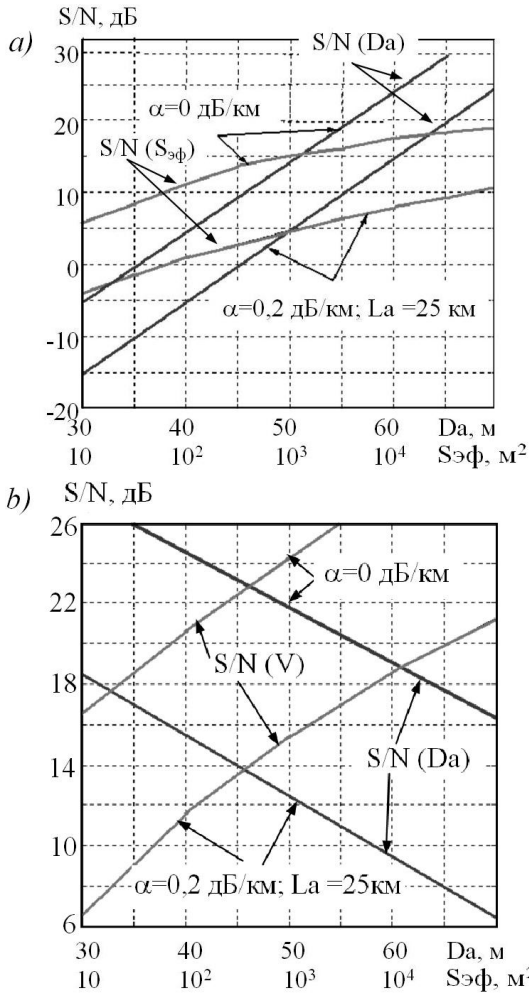 S/N, дБ
a)
30
S/N (Da)
α=0 дБ/км
20
S/N (Sэф)
10
0
α=0,2 дБ/км; La =25 км
-10
-20
30 40 50 60 Da, м
10 10² 10³ 10⁴ Sэф, м²
b)
S/N, дБ
26
α=0 дБ/км
22
S/N (V)
18
S/N (Da)
14
10
α=0,2 дБ/км; La =25км
6
30 40 50 60 Da, м
10 10² 10³ 10⁴ Sэф, м²